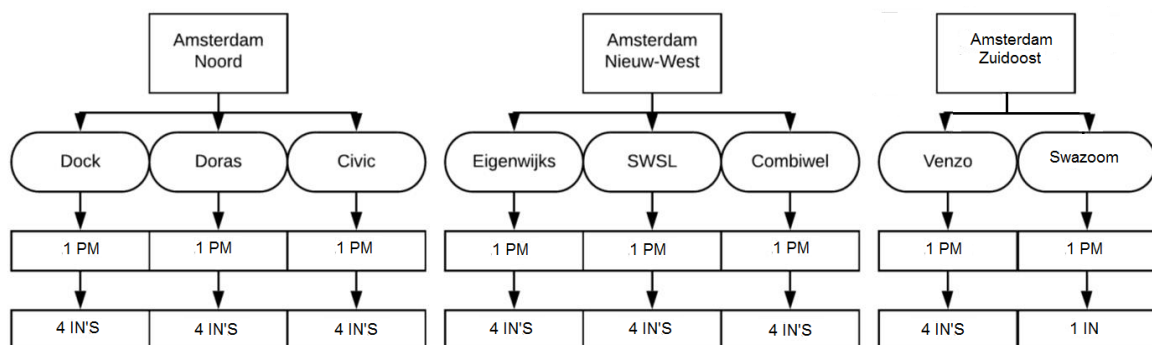 Amsterdam
Noord
Amsterdam
Nieuw-West
Amsterdam
Zuidoost
Dock
Doras
Civic
Eigenwijks
SWSL
Combiwel
Venzo
Swazoom
1 PM
1 PM
1 PM
1 PM
1 PM
1 PM
1 PM
1 PM
4 IN'S
4 IN'S
4 IN'S
4 IN'S
4 IN'S
4 IN'S
4 IN'S
1 IN